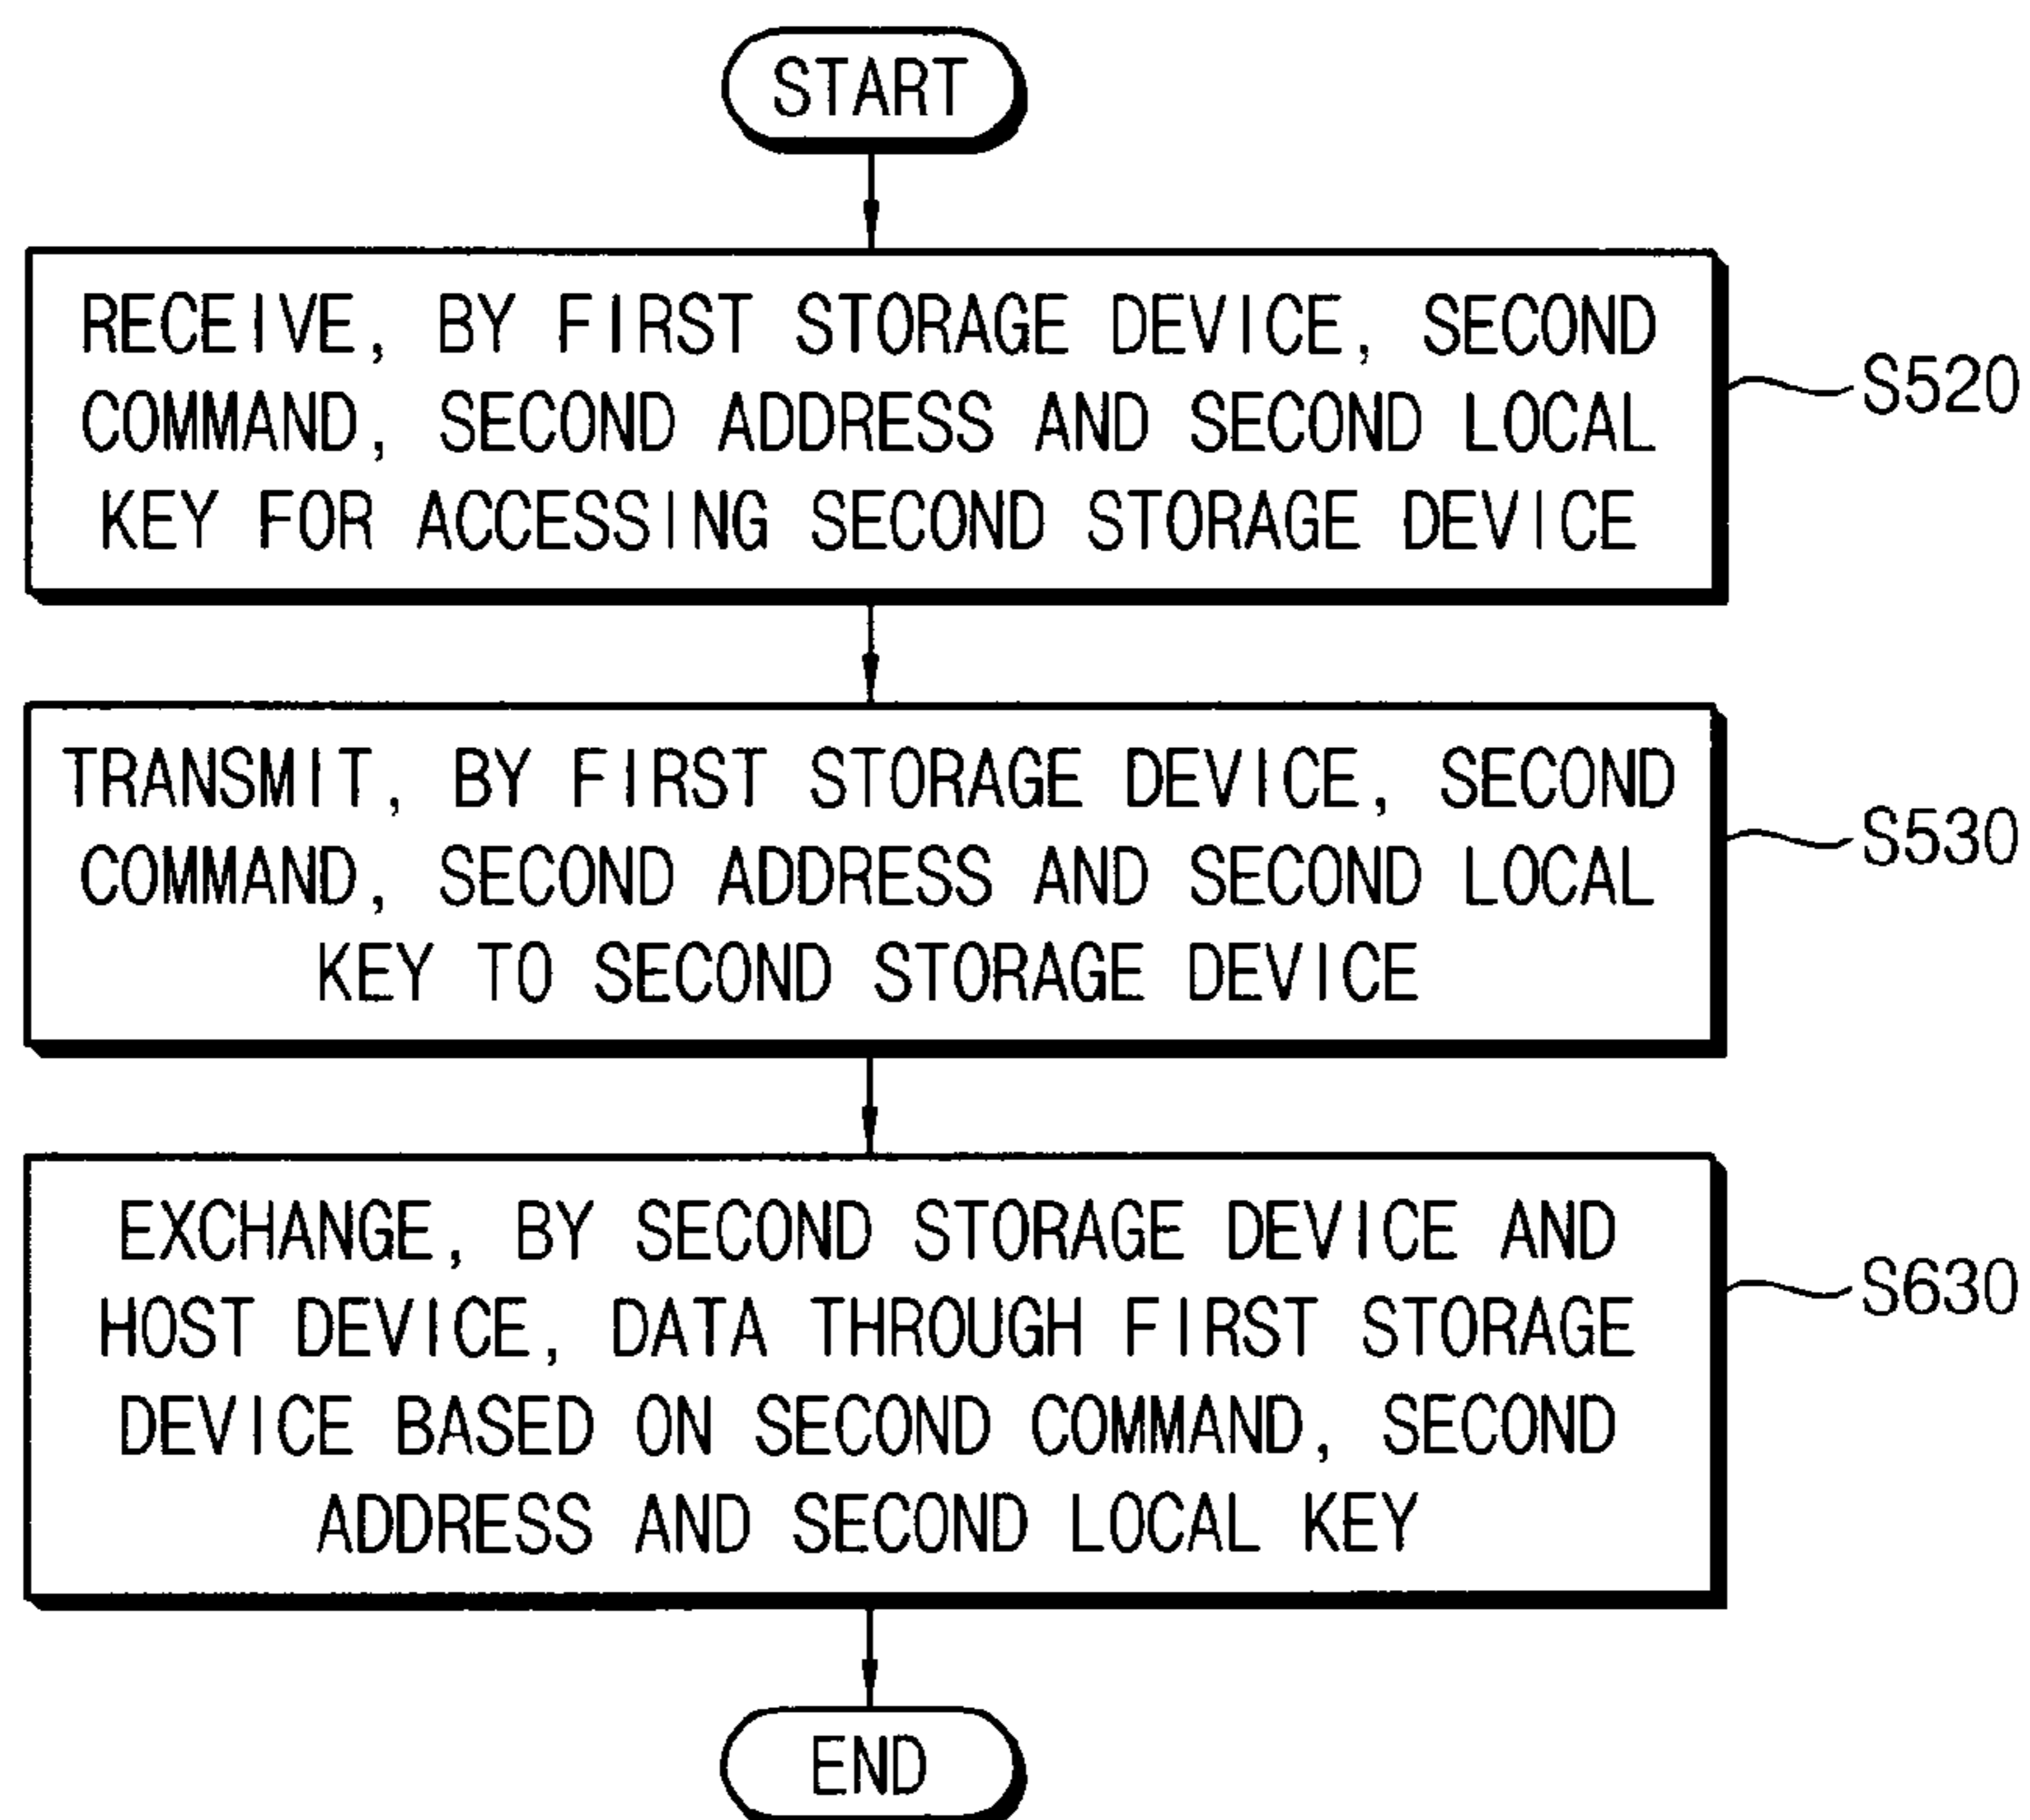 START
RECEIVE, BY FIRST STORAGE DEVICE, SECOND
COMMAND, SECOND ADDRESS AND SECOND LOCAL
KEY FOR ACCESSING SECOND STORAGE DEVICE
S520
TRANSMIT, BY FIRST STORAGE DEVICE, SECOND
COMMAND, SECOND ADDRESS AND SECOND LOCAL
KEY TO SECOND STORAGE DEVICE
S530
EXCHANGE, BY SECOND STORAGE DEVICE AND
HOST DEVICE, DATA THROUGH FIRST STORAGE
DEVICE BASED ON SECOND COMMAND, SECOND
ADDRESS AND SECOND LOCAL KEY
S630
END